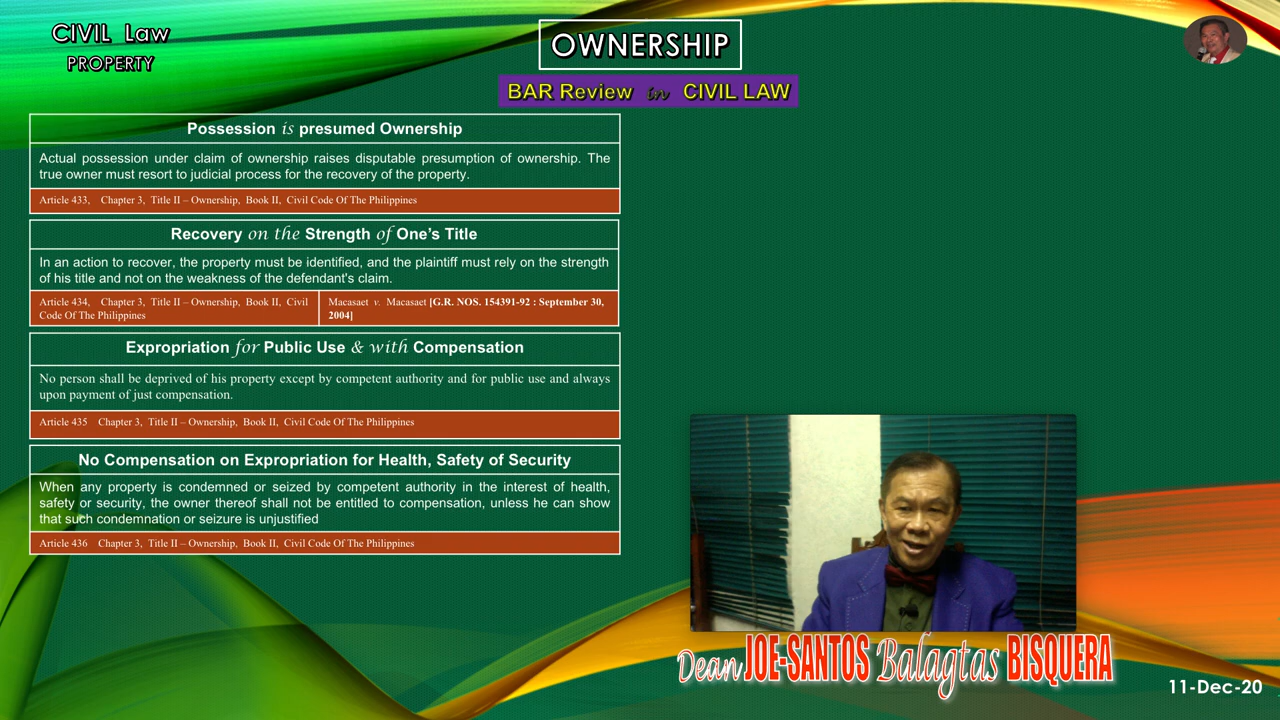 CIVIL Law
PROPERTY
OWNERSHIP
BAR Review in CIVIL LAW
Possession is presumed Ownership
Actual possession under claim of ownership raises disputable presumption of ownership. The
true owner must resort to judicial process for the recovery of the property.
Article 433, Chapter 3, Title II – Ownership, Book II, Civil Code Of The Philippines
Recovery on the Strength of One's Title
In an action to recover, the property must be identified, and the plaintiff must rely on the strength
of his title and not on the weakness of the defendant's claim.
Article 434, Chapter 3, Title II – Ownership, Book II, Civil
Code Of The Philippines
Macasaet v. Macasaet [G.R. NOS. 154391-92 : September 30,
2004]
Expropriation for Public Use & with Compensation
No person shall be deprived of his property except by competent authority and for public use and always
upon payment of just compensation.
Article 435 Chapter 3, Title II – Ownership, Book II, Civil Code Of The Philippines
No Compensation on Expropriation for Health, Safety of Security
When any property is condemned or seized by competent authority in the interest of health,
safety or security, the owner thereof shall not be entitled to compensation, unless he can show
that such condemnation or seizure is unjustified
Article 436 Chapter 3, Title II – Ownership, Book II, Civil Code Of The Philippines
Dean JOE-SANTOS Balagtas BISQUERA
11-Dec-20